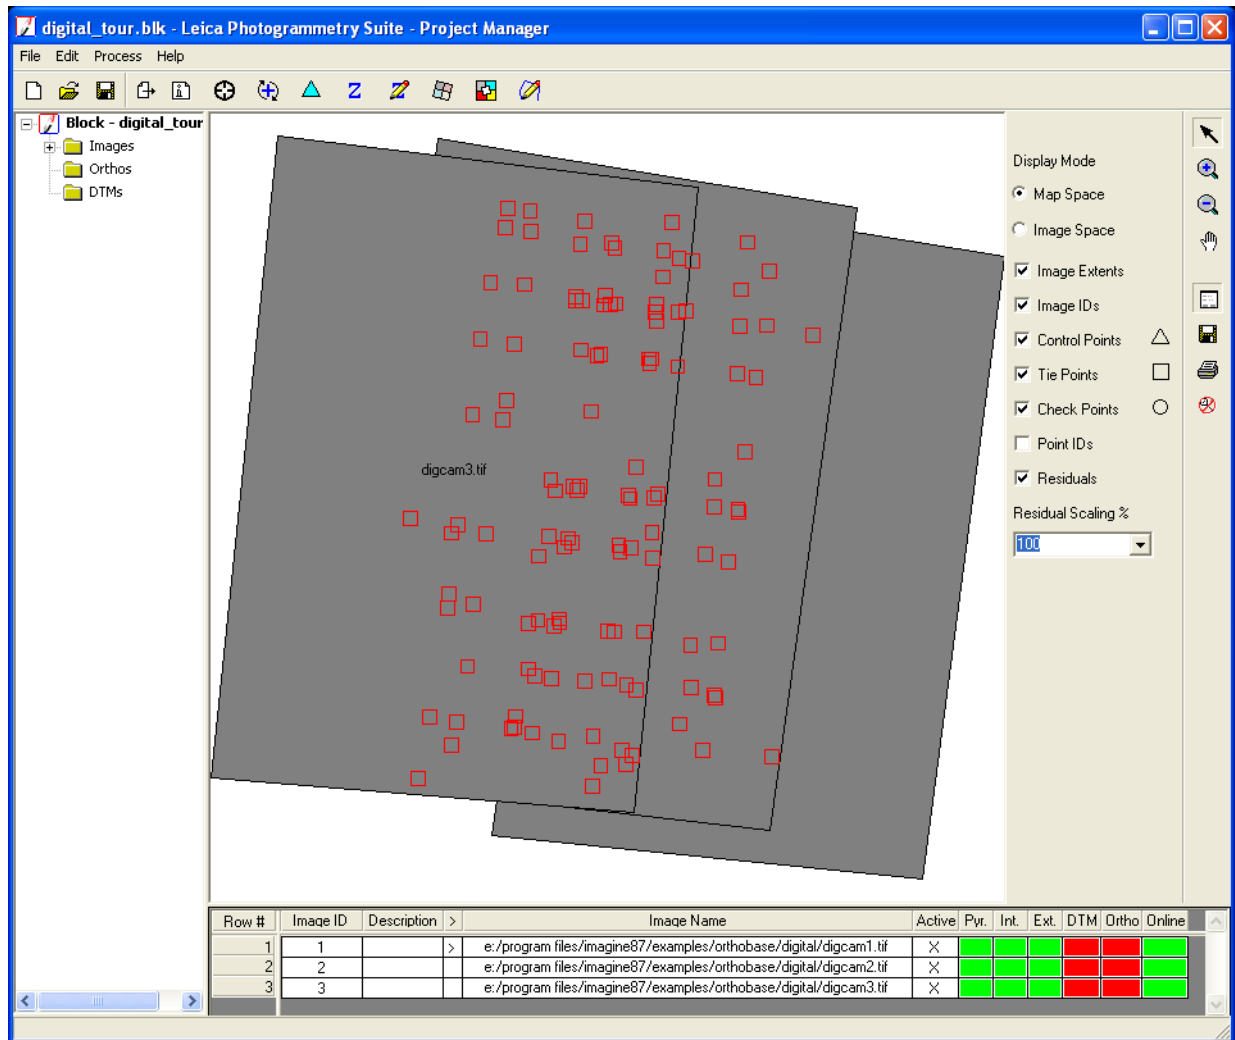 digital_tour.blk - Leica Photogrammetry Suite - Project Manager
File Edit Process Help
Block - digital_tour
Images
Orthos
DTMs
digcam3.tif
Display Mode
Map Space
Image Space
Image Extents
Image IDs
Control Points
Tie Points
Check Points
Point IDs
Residuals
Residual Scaling %
100
Row # Image ID Description > Image Name Active Pyr. Int. Ext. DTM Ortho Online
1 1 > e:/program files/imagine87/examples/orthobase/digital/digcam1.tif X
2 2 e:/program files/imagine87/examples/orthobase/digital/digcam2.tif X
3 3 e:/program files/imagine87/examples/orthobase/digital/digcam3.tif X